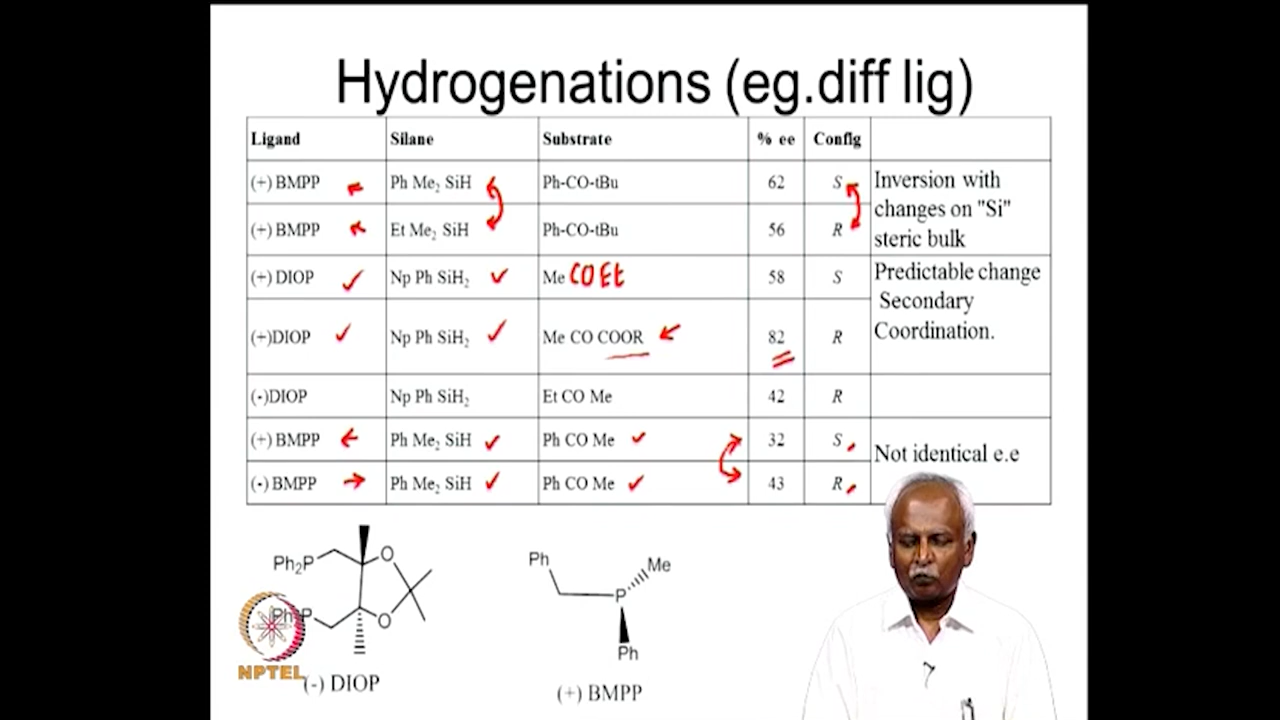 Hydrogenations (eg.diff lig)
Ligand Silane Substrate % ee Config
(+) BMPP Ph Me2 SiH Ph-CO-tBu 62 S
(+) BMPP Et Me2 SiH Ph-CO-tBu 56 R
Inversion with
changes on "Si"
steric bulk
(+) DIOP Np Ph SiH2 Me COEt 58 S
(+)DIOP Np Ph SiH2 Me CO COOR 82 R
Predictable change
Secondary
Coordination.
(-)DIOP Np Ph SiH2 Et CO Me 42 R
(+) BMPP Ph Me2 SiH Ph CO Me 32 S
(-) BMPP Ph Me2 SiH Ph CO Me 43 R
Not identical e.e
Ph2P O
O
Ph P
NPTEL
(-) DIOP
Ph Me
P
Ph
(+) BMPP